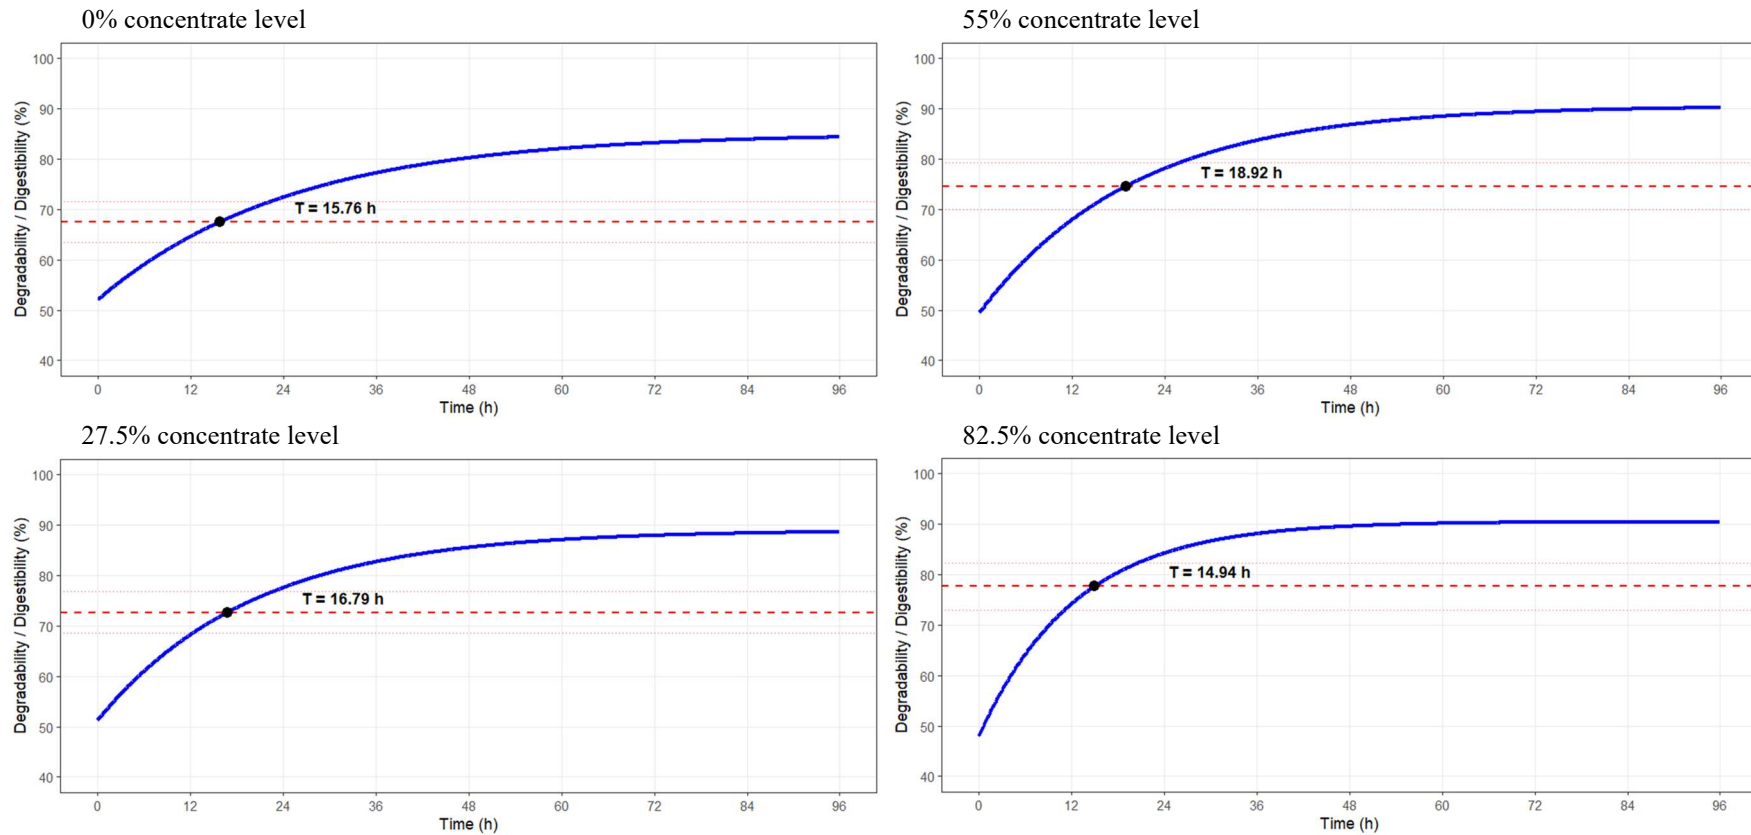 0% concentrate level
Degradability / Digestibility (%)
100
90
80
70
60
50
40
T = 15.76 h
0 12 24 36 48 60 72 84 96
Time (h)
55% concentrate level
Degradability / Digestibility (%)
100
90
80
70
60
50
40
T = 18.92 h
0 12 24 36 48 60 72 84 96
Time (h)
27.5% concentrate level
Degradability / Digestibility (%)
100
90
80
70
60
50
40
T = 16.79 h
0 12 24 36 48 60 72 84 96
Time (h)
82.5% concentrate level
Degradability / Digestibility (%)
100
90
80
70
60
50
40
T = 14.94 h
0 12 24 36 48 60 72 84 96
Time (h)